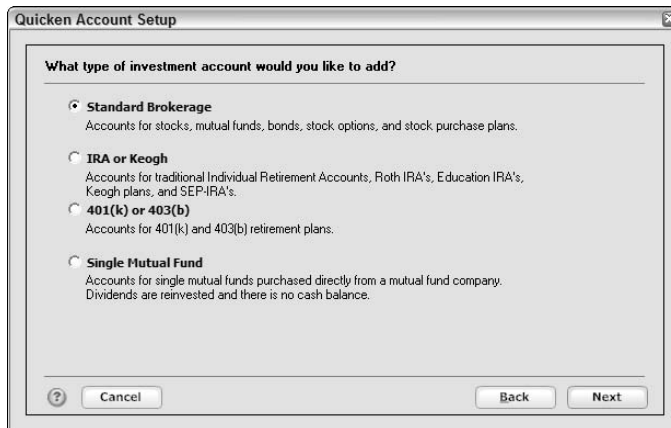 Quicken Account Setup
What type of investment account would you like to add?
Standard Brokerage
Accounts for stocks, mutual funds, bonds, stock options, and stock purchase plans.
IRA or Keogh
Accounts for traditional Individual Retirement Accounts, Roth IRA's, Education IRA's,
Keogh plans, and SEP-IRA's.
401(k) or 403(b)
Accounts for 401(k) and 403(b) retirement plans.
Single Mutual Fund
Accounts for single mutual funds purchased directly from a mutual fund company.
Dividends are reinvested and there is no cash balance.
? Cancel Back Next